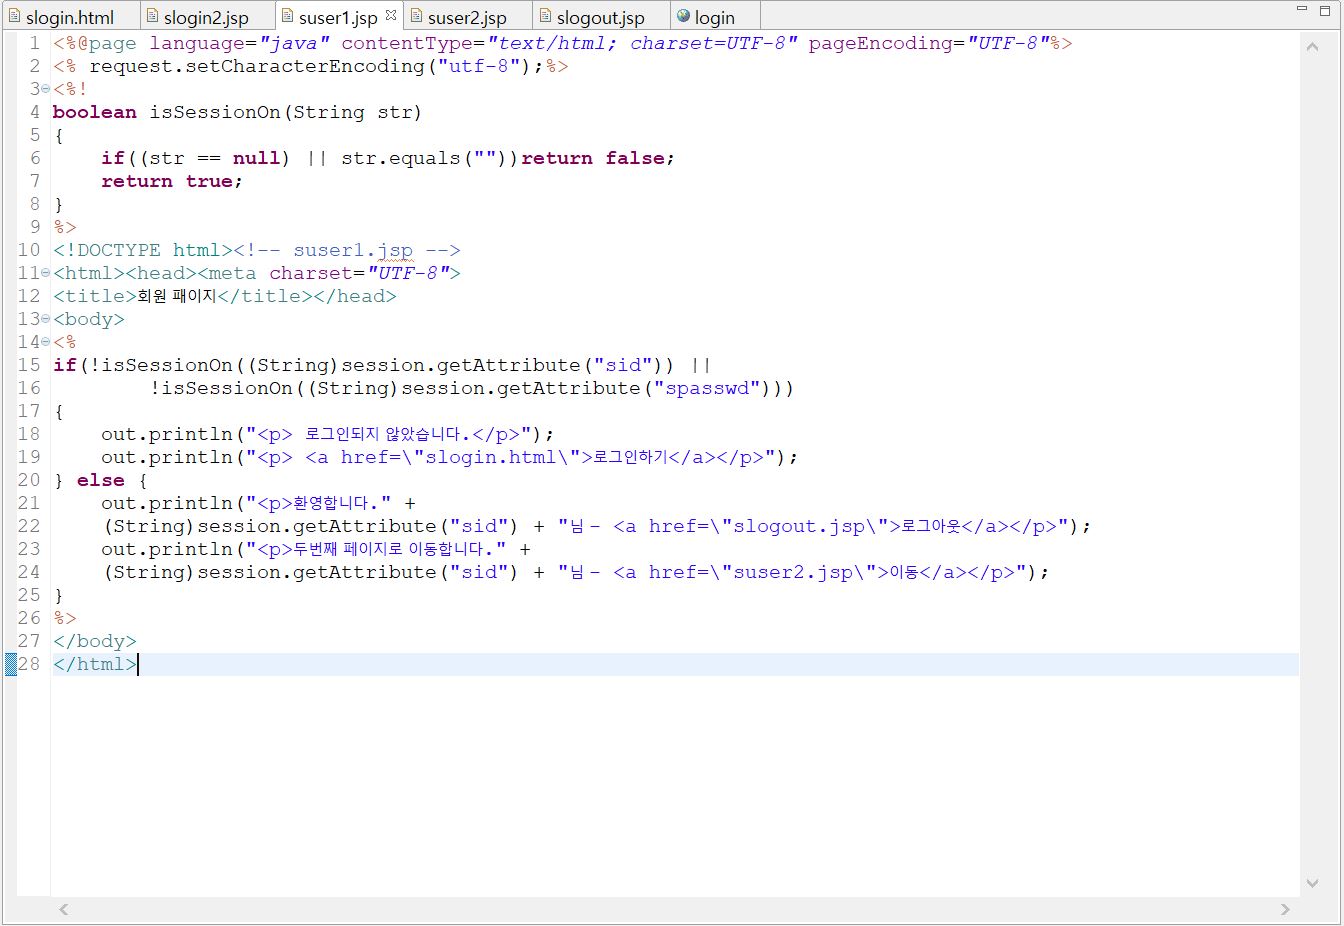 slogin.html slogin2.jsp suser1.jsp suser2.jsp slogout.jsp login
1 <%@page language="java" contentType="text/html; charset=UTF-8" pageEncoding="UTF-8"%>
2 <% request.setCharacterEncoding("utf-8");%>
3 <%!
4 boolean isSessionOn(String str)
5 {
6     if((str == null) || str.equals(""))return false;
7     return true;
8 }
9 %>
10 <!DOCTYPE html><!-- suser1.jsp -->
11 <html><head><meta charset="UTF-8">
12 <title>회원 패이지</title></head>
13 <body>
14 <%
15 if(!isSessionOn((String)session.getAttribute("sid")) ||
16         !isSessionOn((String)session.getAttribute("spasswd")))
17 {
18     out.println("<p> 로그인되지 않았습니다.</p>");
19     out.println("<p> <a href=\"slogin.html\">로그인하기</a></p>");
20 } else {
21     out.println("<p>환영합니다." +
22     (String)session.getAttribute("sid") + "님 - <a href=\"slogout.jsp\">로그아웃</a></p>");
23     out.println("<p>두번째 페이지로 이동합니다." +
24     (String)session.getAttribute("sid") + "님 - <a href=\"suser2.jsp\">이동</a></p>");
25 }
26 %>
27 </body>
28 </html>